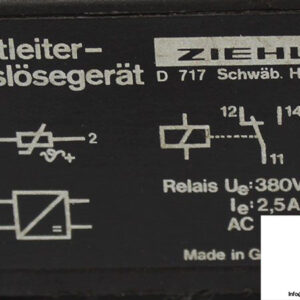 tleiter-
slösegerät
ZIEHL
D 717 Schwäb. H
2
12
14
11
Relais Ue: 380V
Ie: 2,5A
AC
Made in G